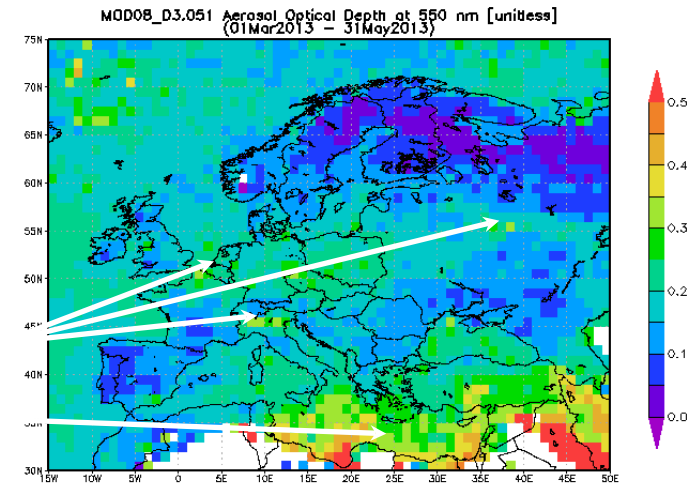 MOD08_D3.051 Aerosol Optical Depth at 550 nm [unitless]
(01Mar2013 – 31May2013)
75N
70N
65N
60N
55N
50N
45N
40N
35N
30N
15W 10W 5W 0 5E 10E 15E 20E 25E 30E 35E 40E 45E 50E
0.5
0.4
0.3
0.2
0.1
0.0